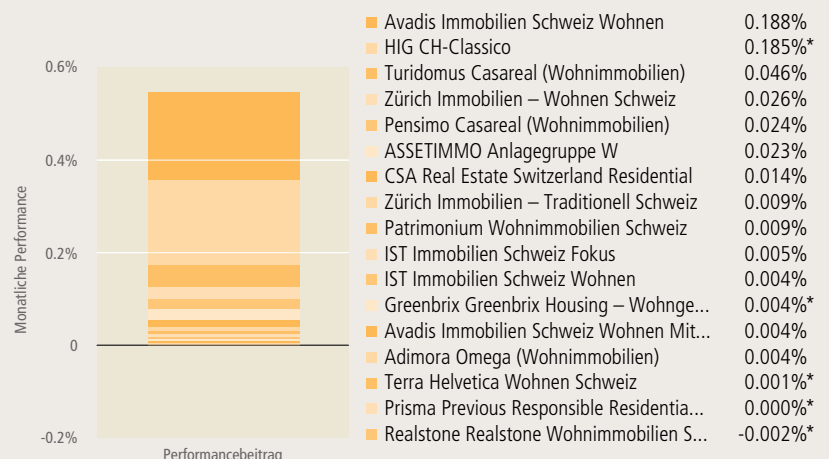 Avadis Immobilien Schweiz Wohnen 0.188%
HIG CH-Classico 0.185%*
Turidomus Casareal (Wohnimmobilien) 0.046%
Zürich Immobilien – Wohnen Schweiz 0.026%
Pensimo Casareal (Wohnimmobilien) 0.024%
ASSETIMMO Anlagegruppe W 0.023%
CSA Real Estate Switzerland Residential 0.014%
Zürich Immobilien – Traditionell Schweiz 0.009%
Patrimonium Wohnimmobilien Schweiz 0.009%
IST Immobilien Schweiz Fokus 0.005%
IST Immobilien Schweiz Wohnen 0.004%
Greenbrix Greenbrix Housing – Wohnge... 0.004%*
Avadis Immobilien Schweiz Wohnen Mit... 0.004%
Adimora Omega (Wohnimmobilien) 0.004%
Terra Helvetica Wohnen Schweiz 0.001%*
Prisma Previous Responsible Residentia... 0.000%*
Realstone Realstone Wohnimmobilien S... -0.002%*
Monatliche Performance
0.6%
0.4%
0.2%
0
-0.2%
Performancebeitrag